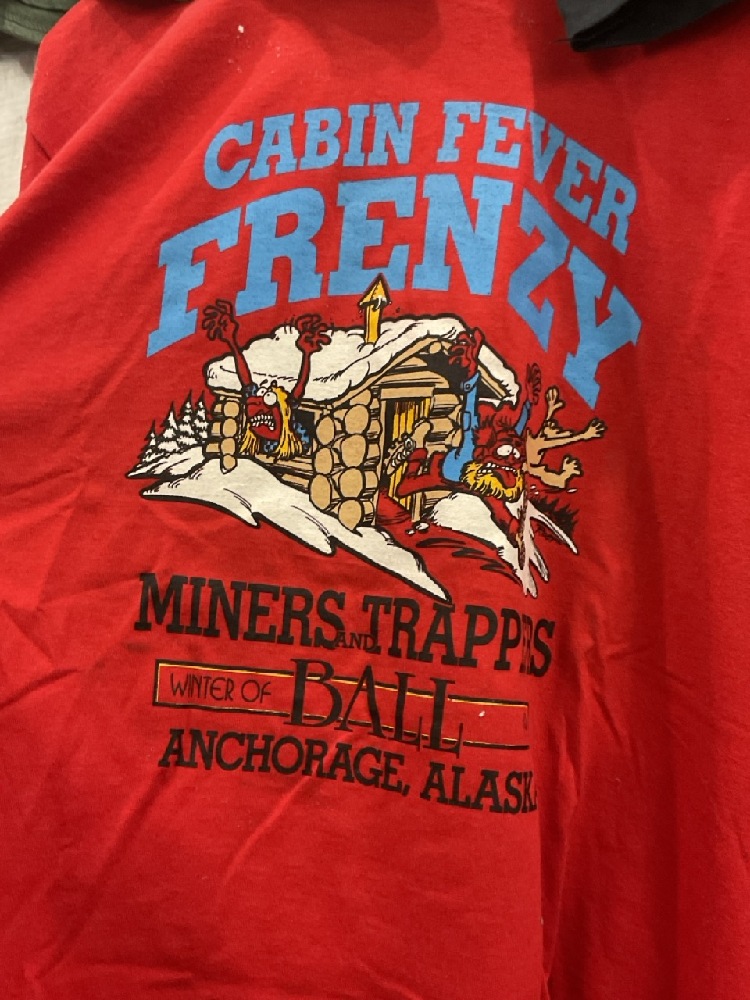 CABIN FEVER
FRENZY
MINERS AND TRAPPERS
WINTER OF BALL
ANCHORAGE, ALASKA